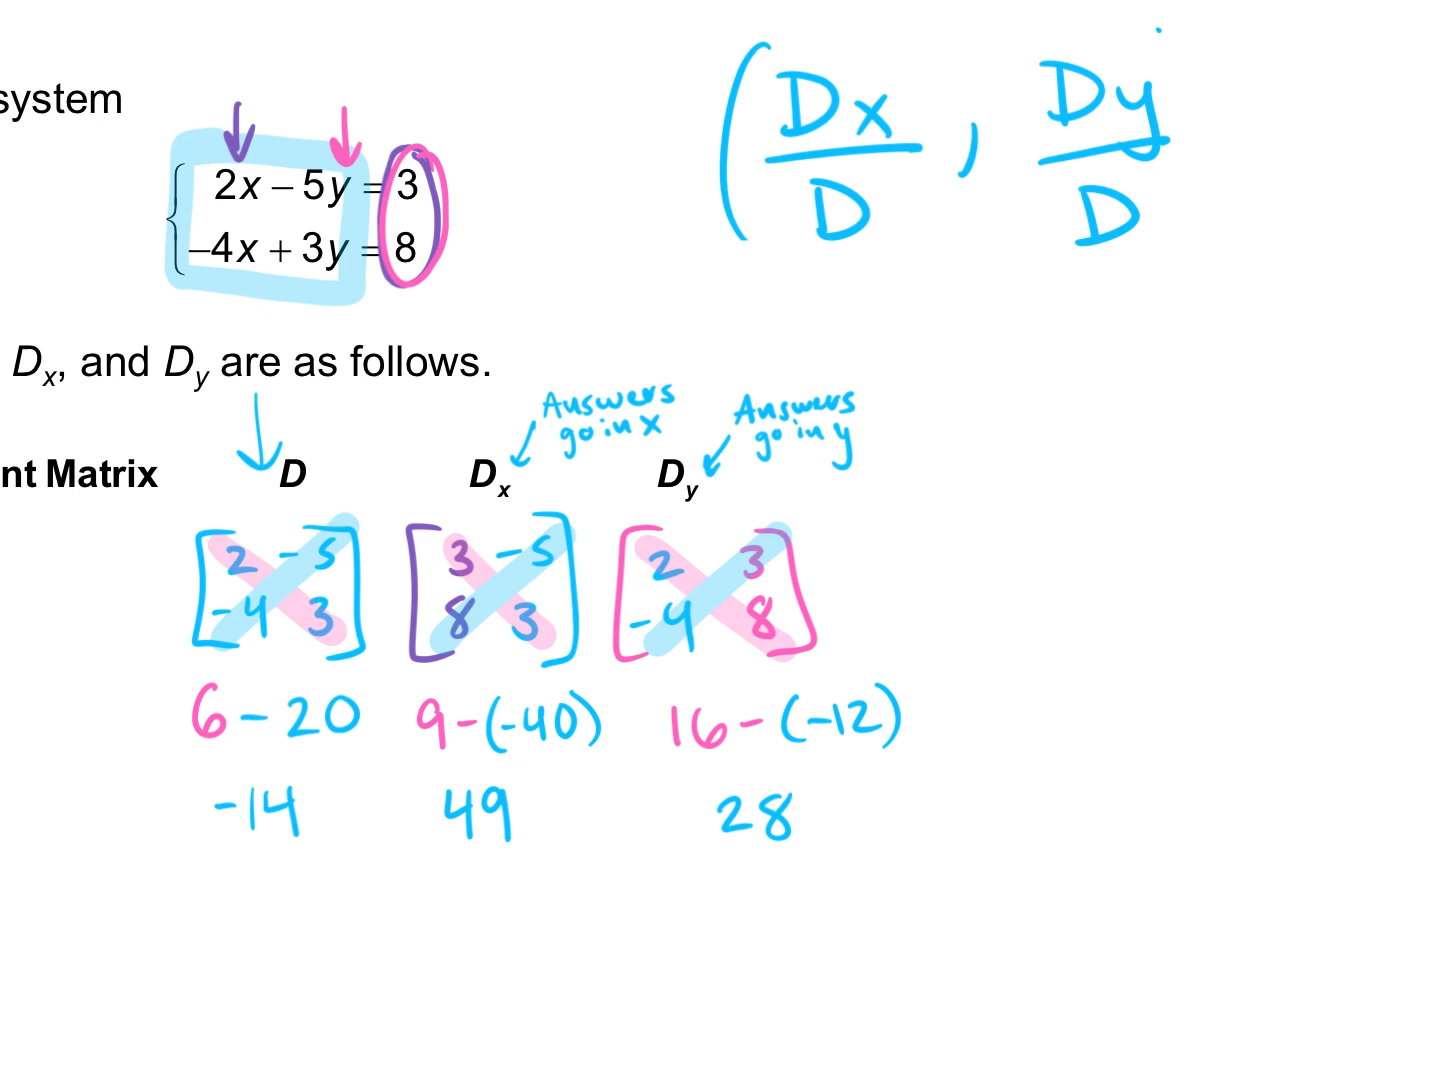 system
(Dx/D, Dy/D
2x – 5y = 3
–4x + 3y = 8
Dx, and Dy are as follows.
Answers go in x
Answers go in y
nt Matrix D Dx Dy
[2 -5] [3 -5] [2 3]
[-4 3] [8 3] [-4 8]
6 - 20 9 - (-40) 16 - (-12)
-14 49 28